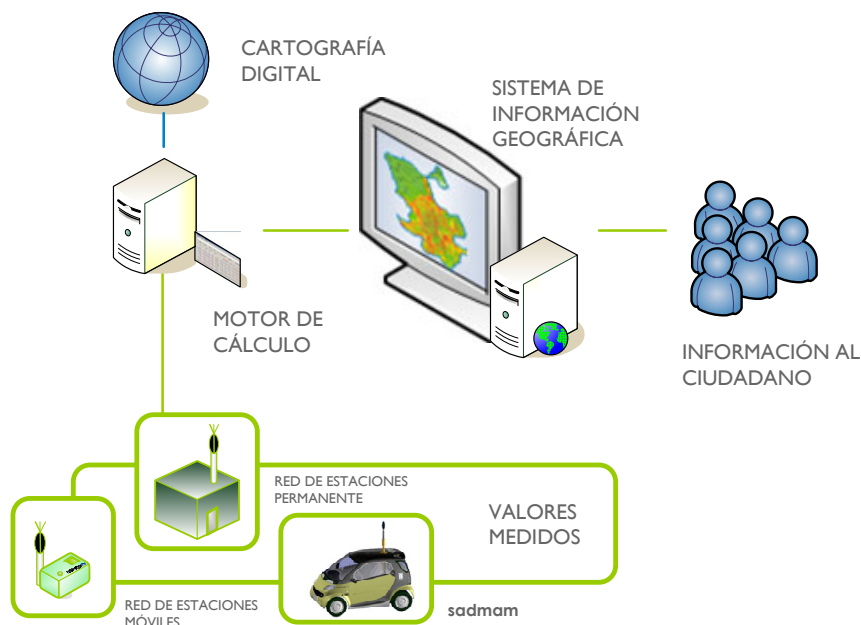 CARTOGRAFÍA
DIGITAL
SISTEMA DE
INFORMACIÓN
GEOGRÁFICA
MOTOR DE
CÁLCULO
INFORMACIÓN AL
CIUDADANO
RED DE ESTACIONES
PERMANENTE
VALORES
MEDIDOS
RED DE ESTACIONES
MÓVILES
sadmam